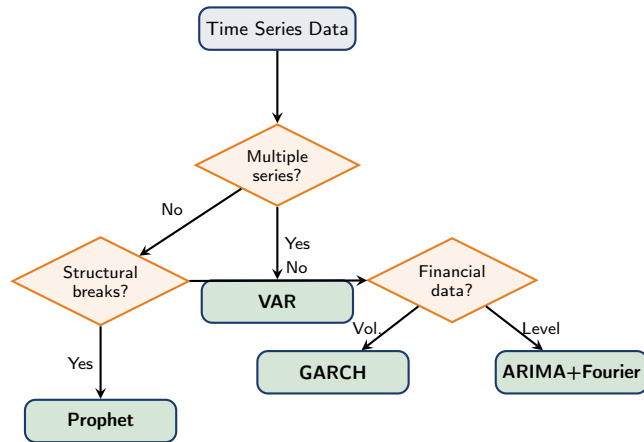 Time Series Data
Multiple
series?
No
Yes
Structural
breaks?
No
Financial
data?
VAR
Vol.
Level
Yes
GARCH
ARIMA+Fourier
Prophet